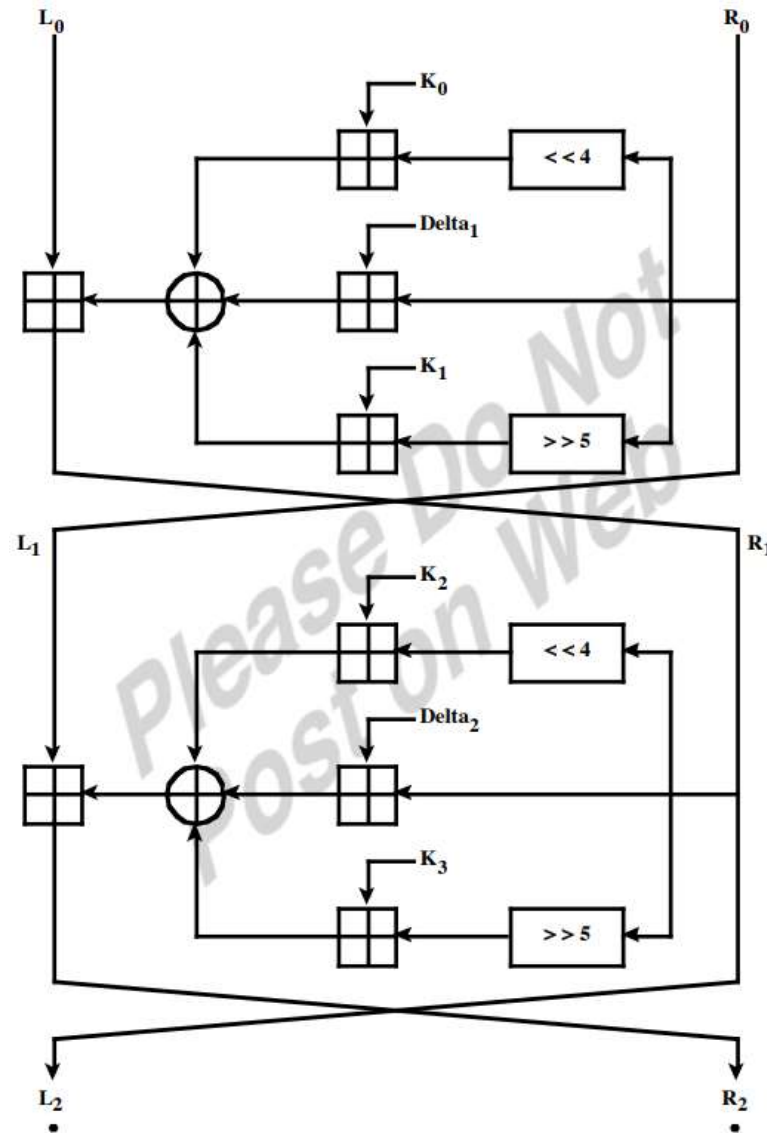 L0 R0
K0
<<4
Delta1
K1
>>5
L1 R1
K2
<<4
Delta2
K3
>>5
L2 R2
Please Do Not
Post on Web